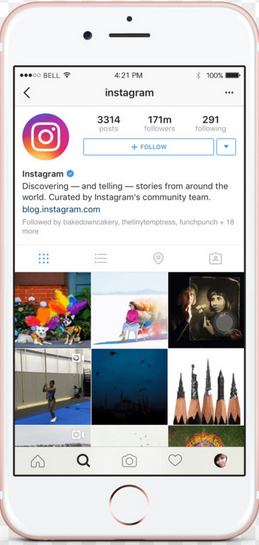 BELL 4:21 PM 100%
instagram
3314 171m 291
posts followers following
+ FOLLOW
Instagram
Discovering — and telling — stories from around the
world. Curated by Instagram's community team.
blog.instagram.com
Followed by bakedowncakery, thetinytempress, funchpunch + 18
more